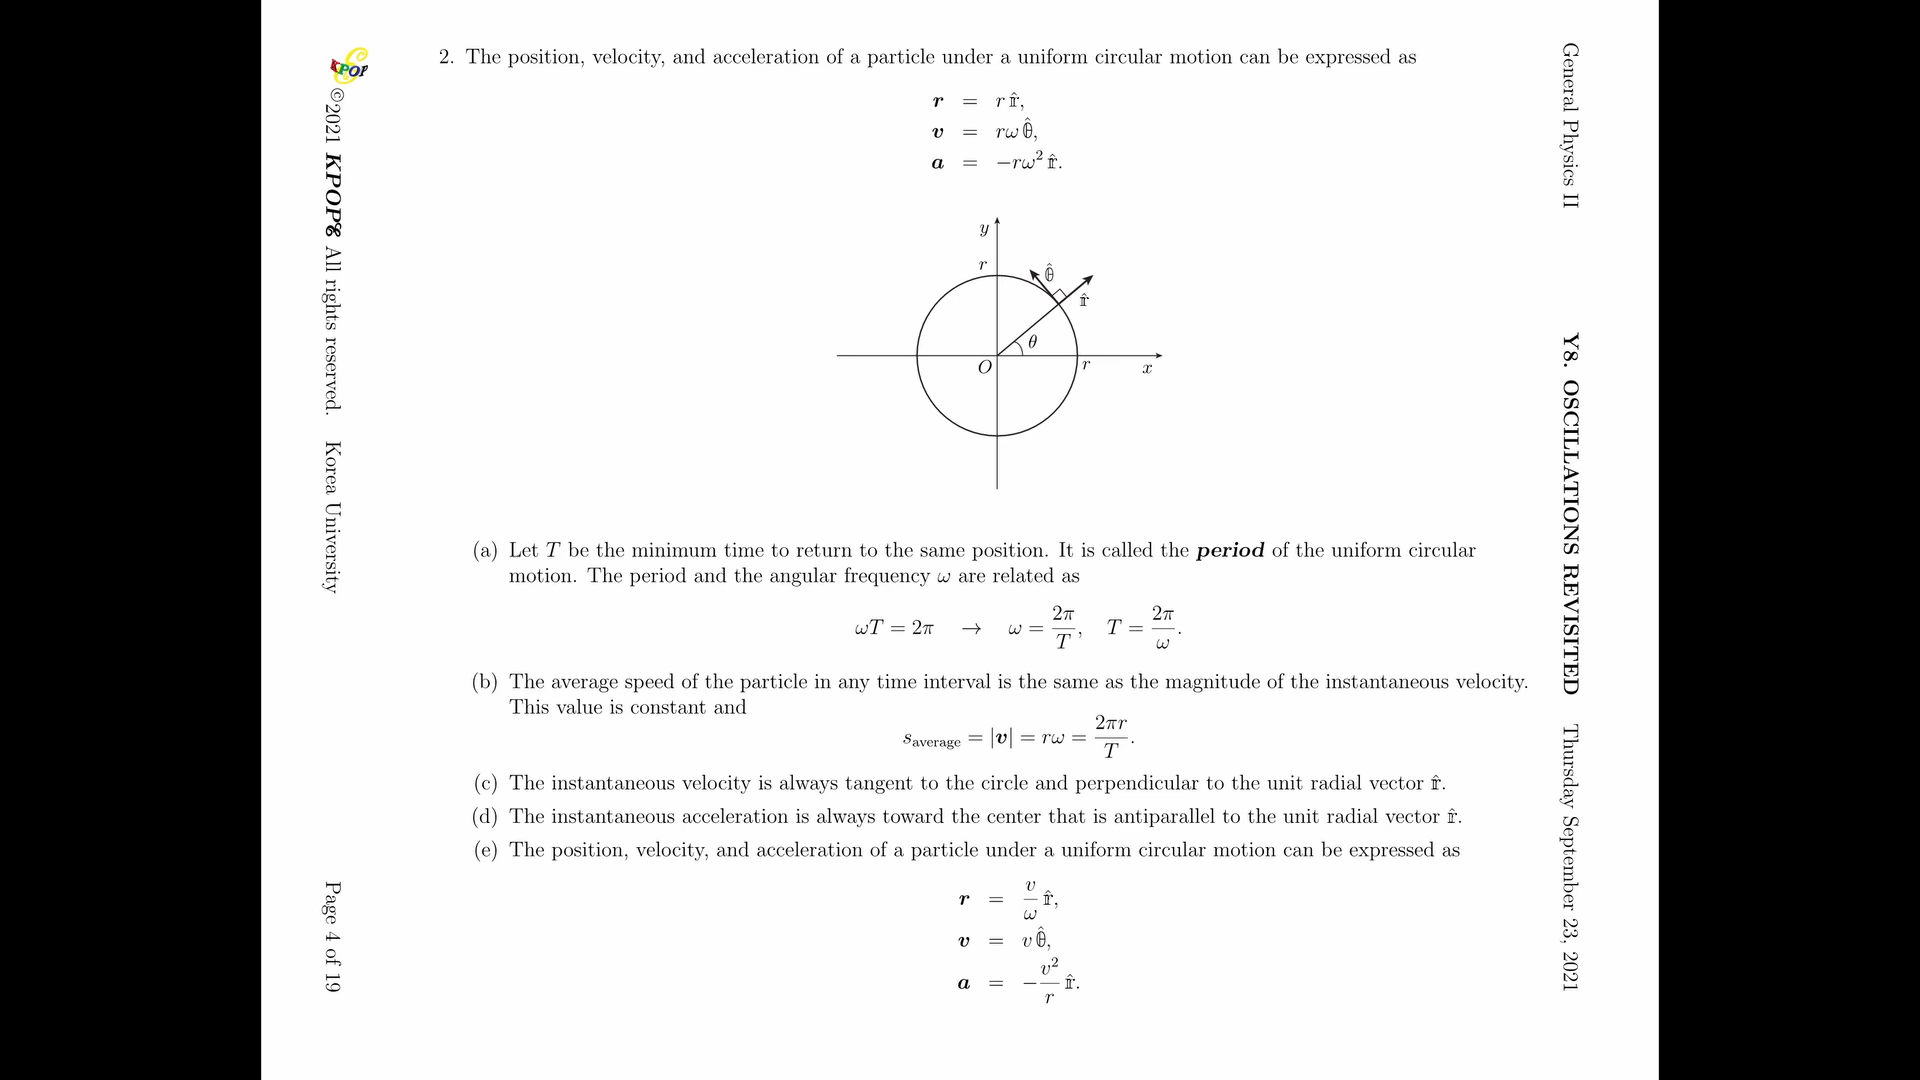 2. The position, velocity, and acceleration of a particle under a uniform circular motion can be expressed as
r = r r̂,
v = rω θ̂,
a = −rω² r̂.
y
r
θ̂
r̂
θ
O
r
x
(a) Let T be the minimum time to return to the same position. It is called the period of the uniform circular
motion. The period and the angular frequency ω are related as
ωT = 2π → ω = 2π/T, T = 2π/ω.
(b) The average speed of the particle in any time interval is the same as the magnitude of the instantaneous velocity.
This value is constant and
s_average = |v| = rω = 2πr/T.
(c) The instantaneous velocity is always tangent to the circle and perpendicular to the unit radial vector r̂.
(d) The instantaneous acceleration is always toward the center that is antiparallel to the unit radial vector r̂.
(e) The position, velocity, and acceleration of a particle under a uniform circular motion can be expressed as
r = v/ω r̂,
v = v θ̂,
a = −v²/r r̂.
General Physics II Y8. OSCILLATIONS REVISITED Thursday September 23, 2021
KPOP
©2021 KPOPƐ All rights reserved. Korea University Page 4 of 19